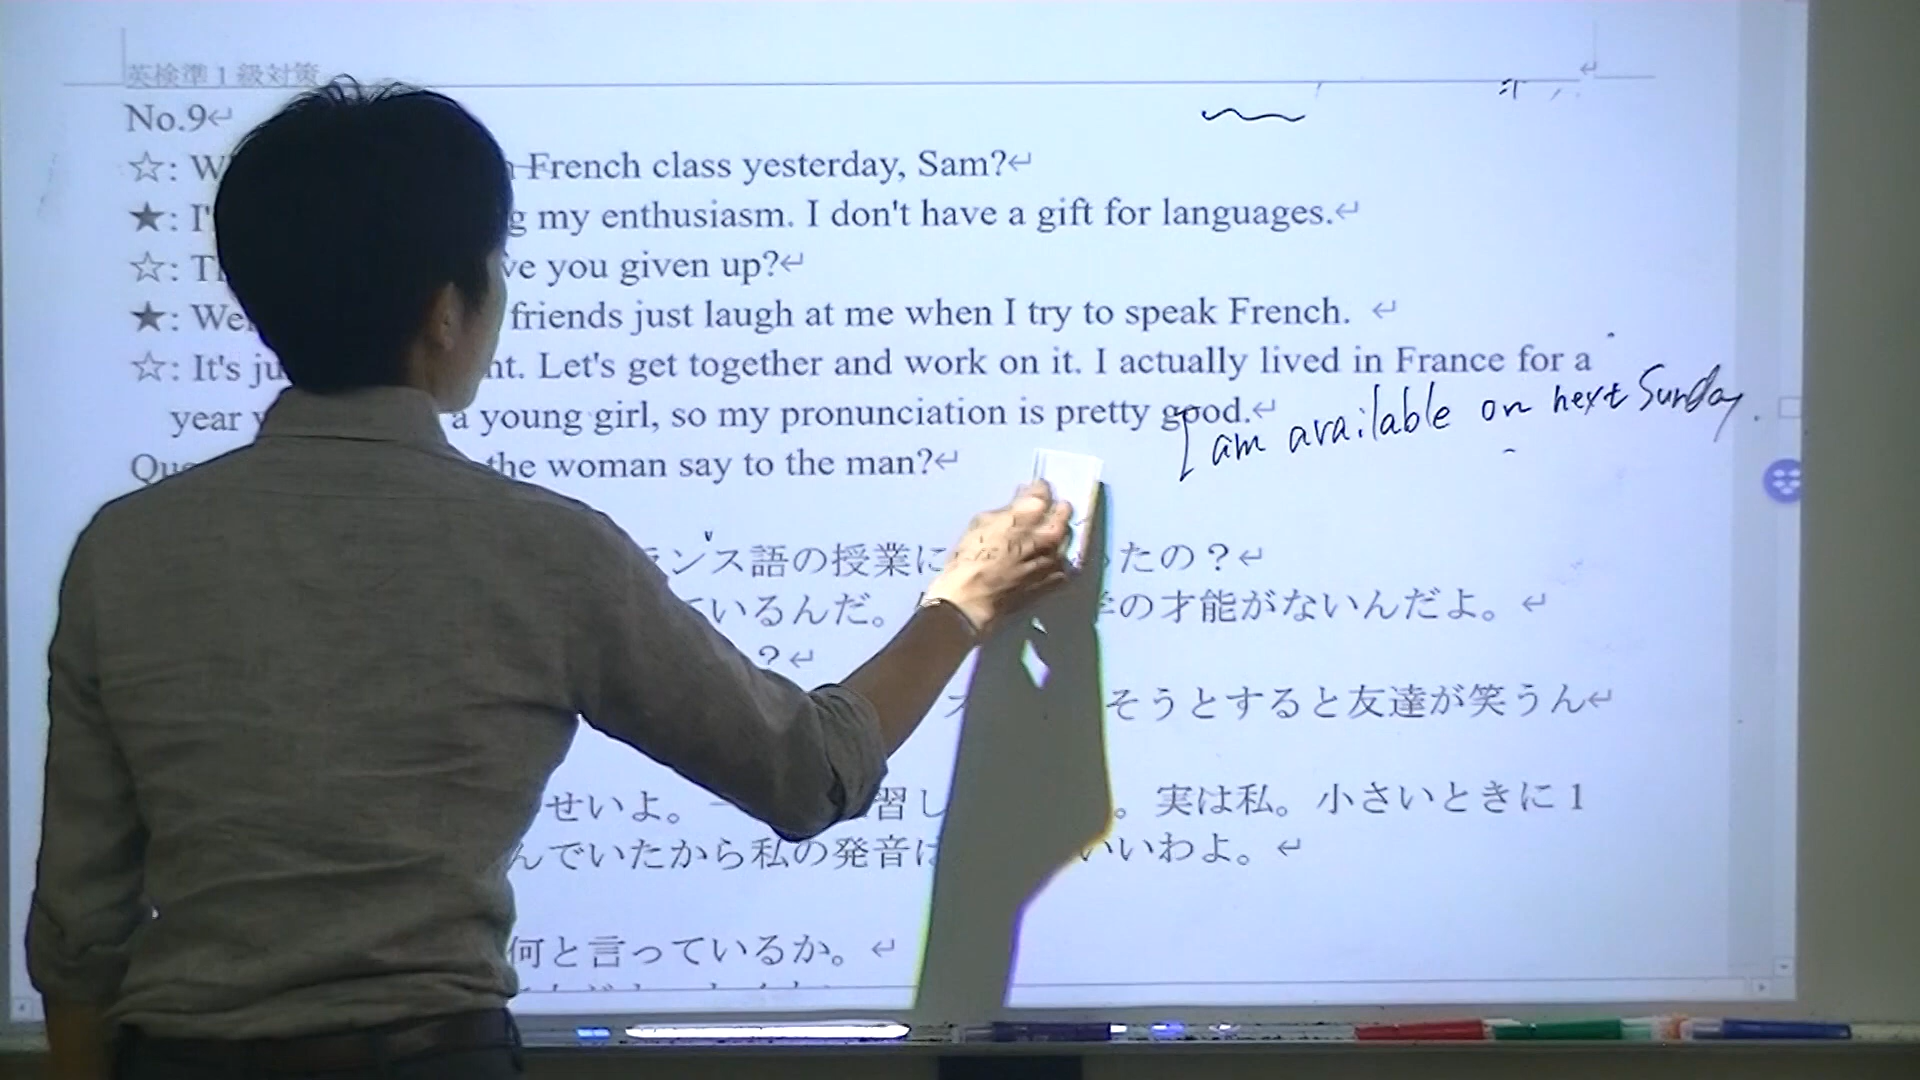 英検準1級対策
No.9
☆: French class yesterday, Sam?
★: my enthusiasm. I don't have a gift for languages.
☆: you given up?
★: friends just laugh at me when I try to speak French.
☆: It's Let's get together and work on it. I actually lived in France for a
year a young girl, so my pronunciation is pretty good.
I am available on next Sunday.
the woman say to the man?
ンス語の授業に たの？
いるんだ。 の才能がないんだよ。
？
そうとすると友達が笑うん
せいよ。 習し 。実は私。小さいときに1
んでいたから私の発音は いいわよ。
何と言っているか。